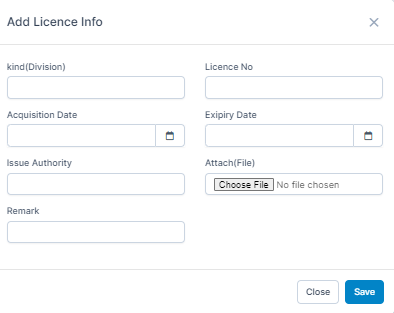 Add Licence Info
kind(Division)
Licence No
Acquisition Date
Exipiry Date
Issue Authority
Attach(File)
Choose File No file chosen
Remark
Close
Save